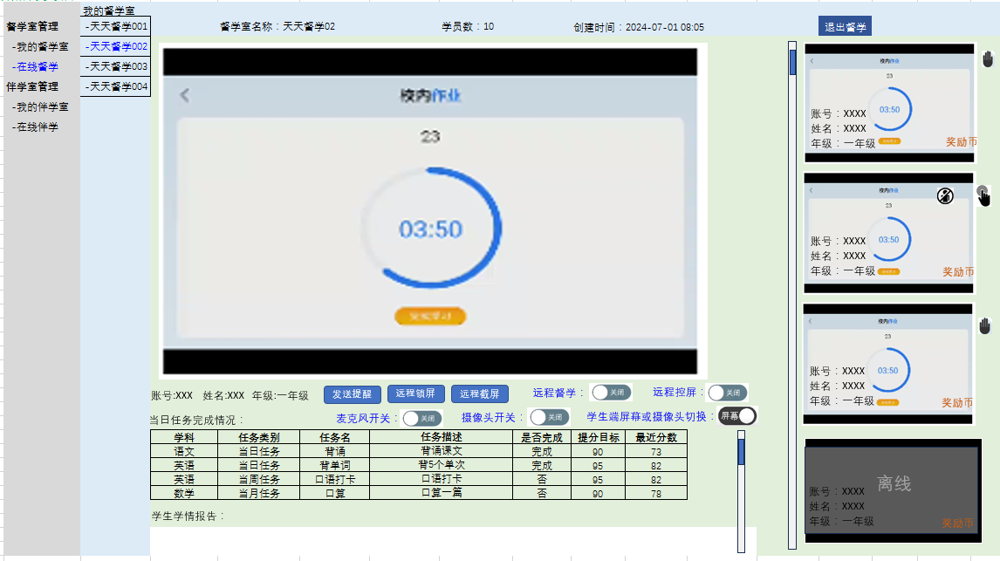 我的督学室
督学室管理
-我的督学室
-在线督学
伴学室管理
-我的伴学室
-在线伴学
-天天督学001
-天天督学002
-天天督学003
-天天督学004
督学室名称：天天督学02 学员数：10 创建时间：2024-07-01 08:05 退出督学
校内作业
23
03:50
账号:XXX 姓名:XXX 年级:一年级 发送提醒 远程锁屏 远程截屏 远程督学： 关闭 远程控屏： 关闭
麦克风开关： 关闭 摄像头开关： 关闭 学生端屏幕或摄像头切换： 屏幕
当日任务完成情况：
学科 任务类别 任务名 任务描述 是否完成 提分目标 最近分数
语文 当日任务 背诵 背诵课文 完成 90 73
英语 当日任务 背单词 背5个单次 完成 95 82
英语 当周任务 口语打卡 口语打卡 否 95 82
数学 当月任务 口算 口算一篇 否 90 78
学生学情报告：
校内作业
23
03:50
账号：XXXX
姓名：XXXX
年级：一年级
奖励币
校内作业
23
03:50
账号：XXXX
姓名：XXXX
年级：一年级
奖励币
校内作业
23
03:50
账号：XXXX
姓名：XXXX
年级：一年级
奖励币
离线
账号：XXXX
姓名：XXXX
年级：一年级
奖励币